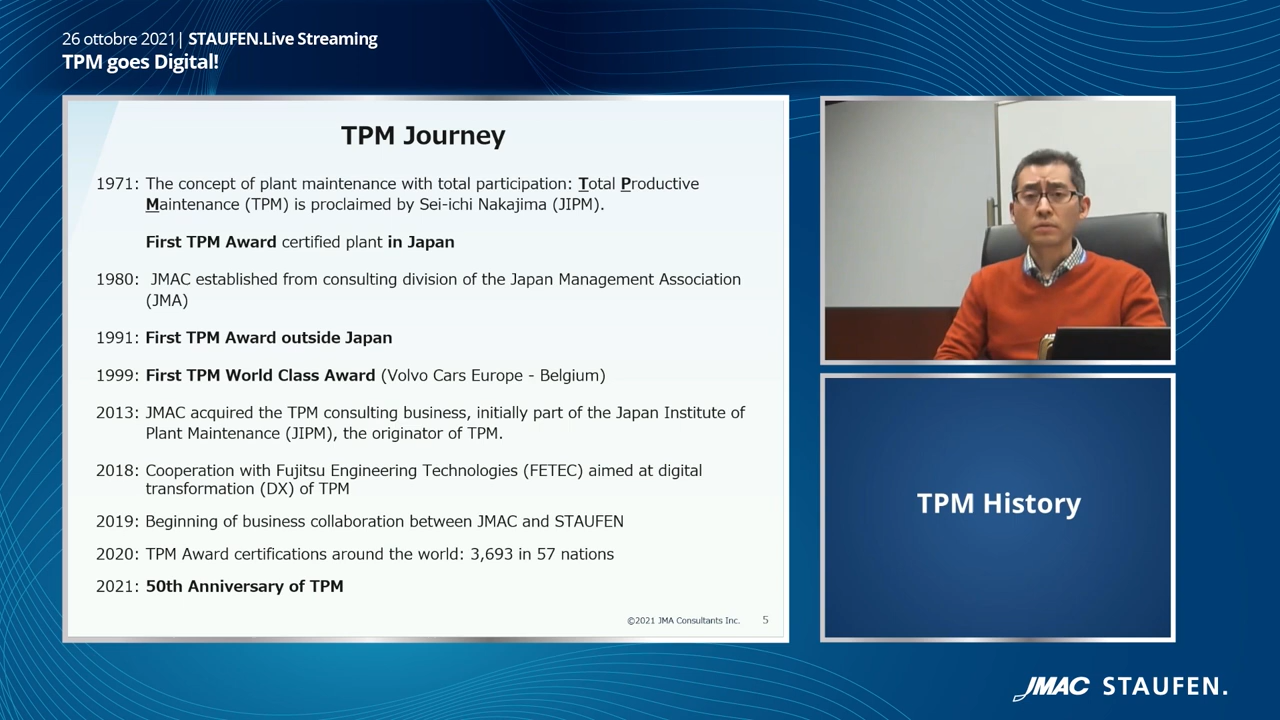 26 ottobre 2021| STAUFEN.Live Streaming
TPM goes Digital!
TPM Journey
1971: The concept of plant maintenance with total participation: Total Productive
Maintenance (TPM) is proclaimed by Sei-ichi Nakajima (JIPM).
First TPM Award certified plant in Japan
1980: JMAC established from consulting division of the Japan Management Association
(JMA)
1991: First TPM Award outside Japan
1999: First TPM World Class Award (Volvo Cars Europe - Belgium)
2013: JMAC acquired the TPM consulting business, initially part of the Japan Institute of
Plant Maintenance (JIPM), the originator of TPM.
2018: Cooperation with Fujitsu Engineering Technologies (FETEC) aimed at digital
transformation (DX) of TPM
2019: Beginning of business collaboration between JMAC and STAUFEN
2020: TPM Award certifications around the world: 3,693 in 57 nations
2021: 50th Anniversary of TPM
©2021 JMA Consultants Inc. 5
TPM History
JMAC STAUFEN.